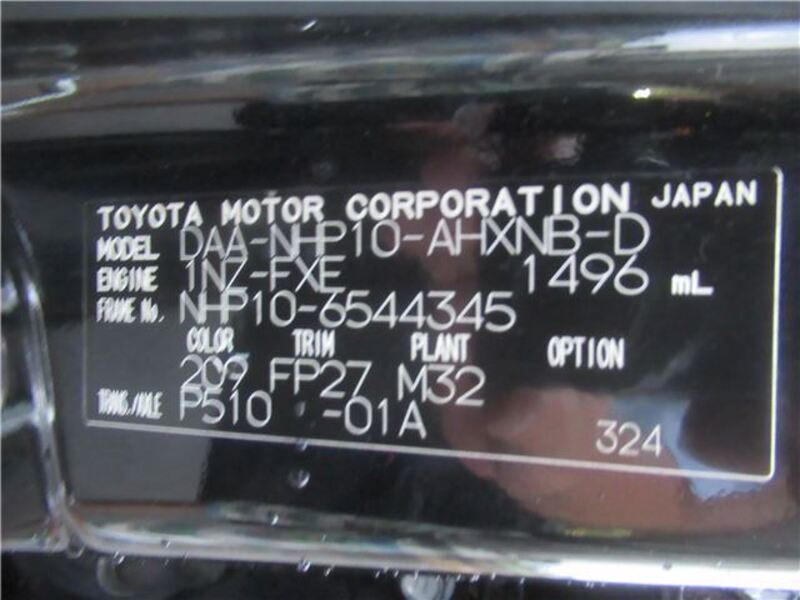 TOYOTA MOTOR CORPORATION JAPAN
MODEL DAA-NHP10-AHXNB-D
ENGINE 1NZ-FXE 1496 mL
FRAME No. NHP10-6544345
COLOR TRIM PLANT OPTION
209 FP27 M32
TRANS./AXLE P510 -01A
324